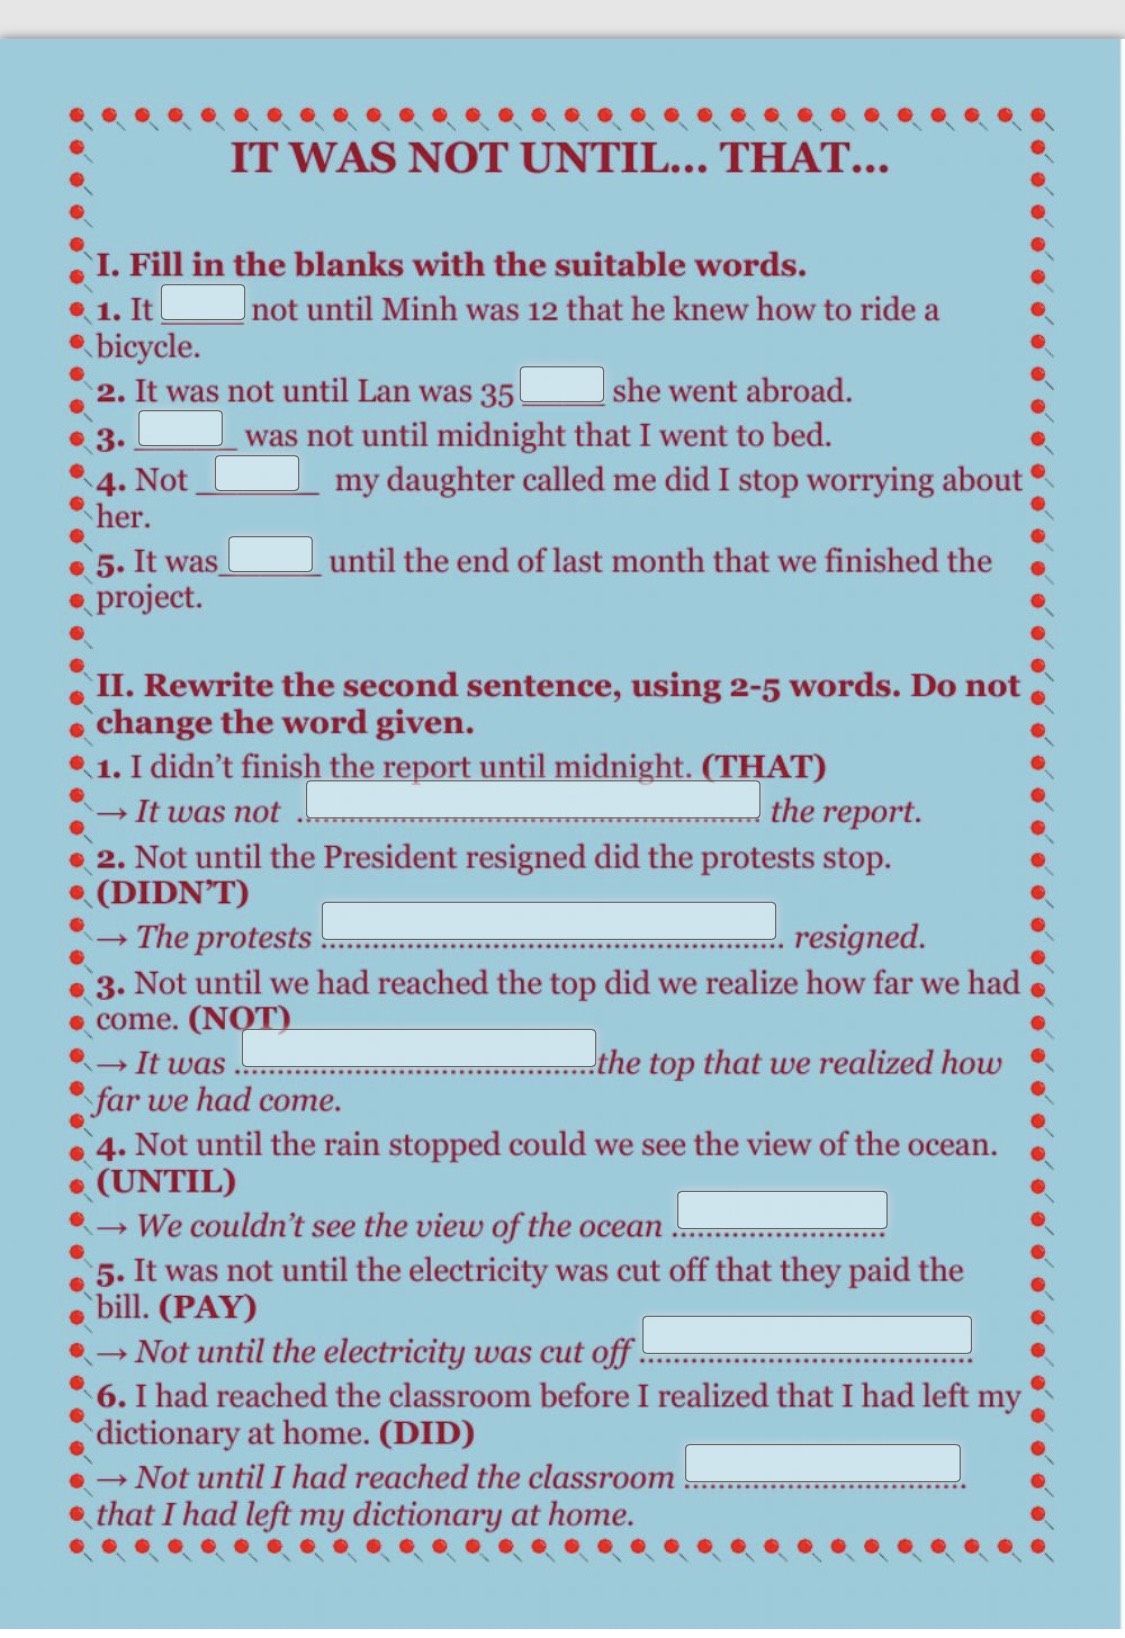 IT WAS NOT UNTIL... THAT...
I. Fill in the blanks with the suitable words.
1. It ______ not until Minh was 12 that he knew how to ride a
bicycle.
2. It was not until Lan was 35 ______ she went abroad.
3. _______ was not until midnight that I went to bed.
4. Not ________ my daughter called me did I stop worrying about
her.
5. It was_______ until the end of last month that we finished the
project.
II. Rewrite the second sentence, using 2-5 words. Do not
change the word given.
1. I didn’t finish the report until midnight. (THAT)
→ It was not ........................................................ the report.
2. Not until the President resigned did the protests stop.
(DIDN’T)
→ The protests ........................................................ resigned.
3. Not until we had reached the top did we realize how far we had
come. (NOT)
→ It was ...........................................the top that we realized how
far we had come.
4. Not until the rain stopped could we see the view of the ocean.
(UNTIL)
→ We couldn’t see the view of the ocean .........................
5. It was not until the electricity was cut off that they paid the
bill. (PAY)
→ Not until the electricity was cut off ........................................
6. I had reached the classroom before I realized that I had left my
dictionary at home. (DID)
→ Not until I had reached the classroom ..................................
that I had left my dictionary at home.